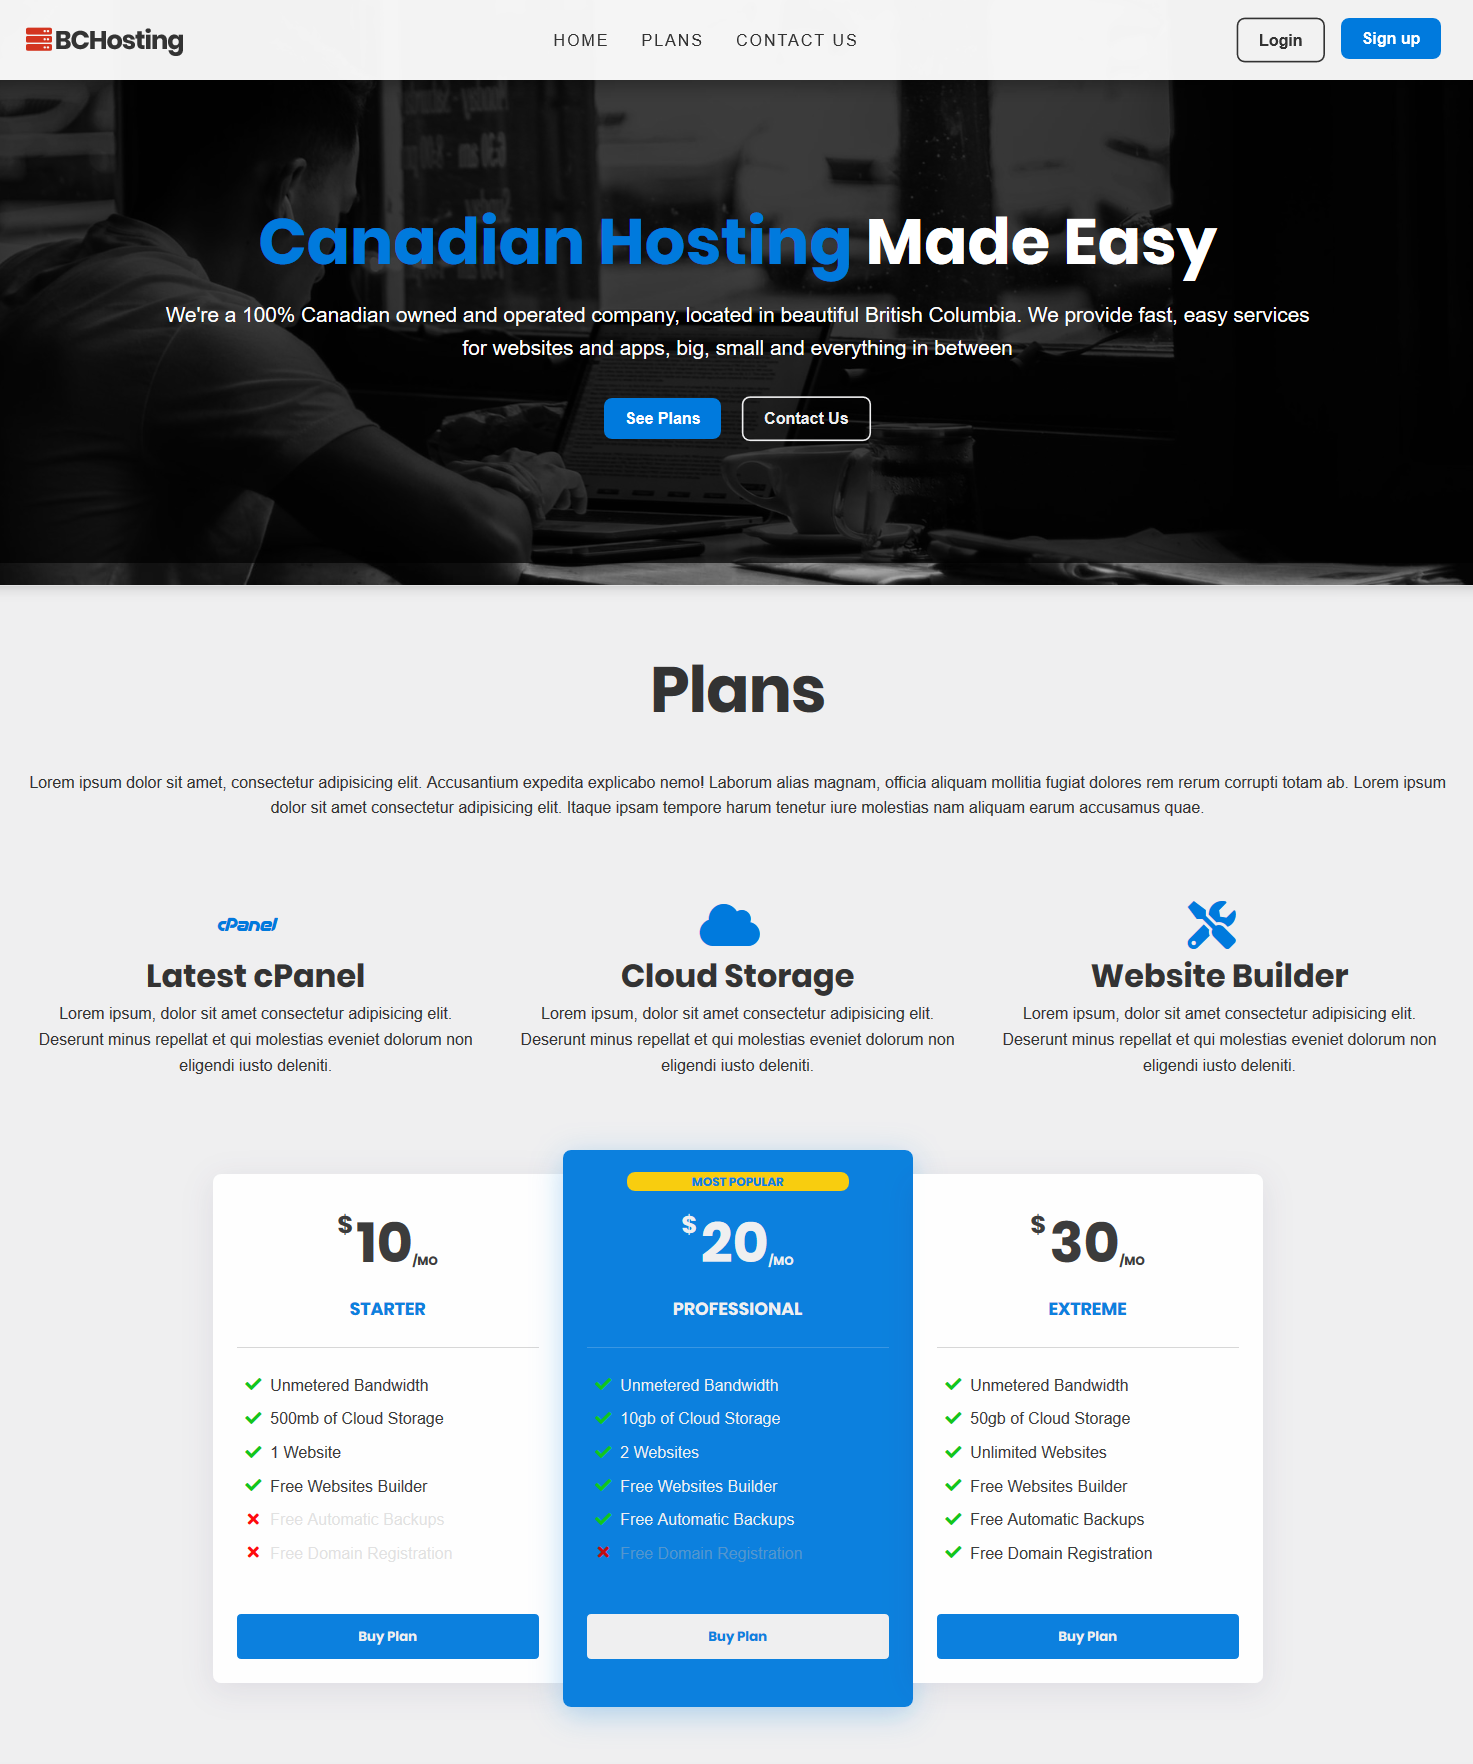 BCHosting
HOME PLANS CONTACT US
Login Sign up
Canadian Hosting Made Easy
We're a 100% Canadian owned and operated company, located in beautiful British Columbia. We provide fast, easy services
for websites and apps, big, small and everything in between
See Plans Contact Us
Plans
Lorem ipsum dolor sit amet, consectetur adipisicing elit. Accusantium expedita explicabo nemo! Laborum alias magnam, officia aliquam mollitia fugiat dolores rem rerum corrupti totam ab. Lorem ipsum
dolor sit amet consectetur adipisicing elit. Itaque ipsam tempore harum tenetur iure molestias nam aliquam earum accusamus quae.
cPanel
Latest cPanel
Lorem ipsum, dolor sit amet consectetur adipisicing elit.
Deserunt minus repellat et qui molestias eveniet dolorum non
eligendi iusto deleniti.
Cloud Storage
Lorem ipsum, dolor sit amet consectetur adipisicing elit.
Deserunt minus repellat et qui molestias eveniet dolorum non
eligendi iusto deleniti.
Website Builder
Lorem ipsum, dolor sit amet consectetur adipisicing elit.
Deserunt minus repellat et qui molestias eveniet dolorum non
eligendi iusto deleniti.
$10/MO
STARTER
Unmetered Bandwidth
500mb of Cloud Storage
1 Website
Free Websites Builder
Free Automatic Backups
Free Domain Registration
Buy Plan
MOST POPULAR
$20/MO
PROFESSIONAL
Unmetered Bandwidth
10gb of Cloud Storage
2 Websites
Free Websites Builder
Free Automatic Backups
Free Domain Registration
Buy Plan
$30/MO
EXTREME
Unmetered Bandwidth
50gb of Cloud Storage
Unlimited Websites
Free Websites Builder
Free Automatic Backups
Free Domain Registration
Buy Plan